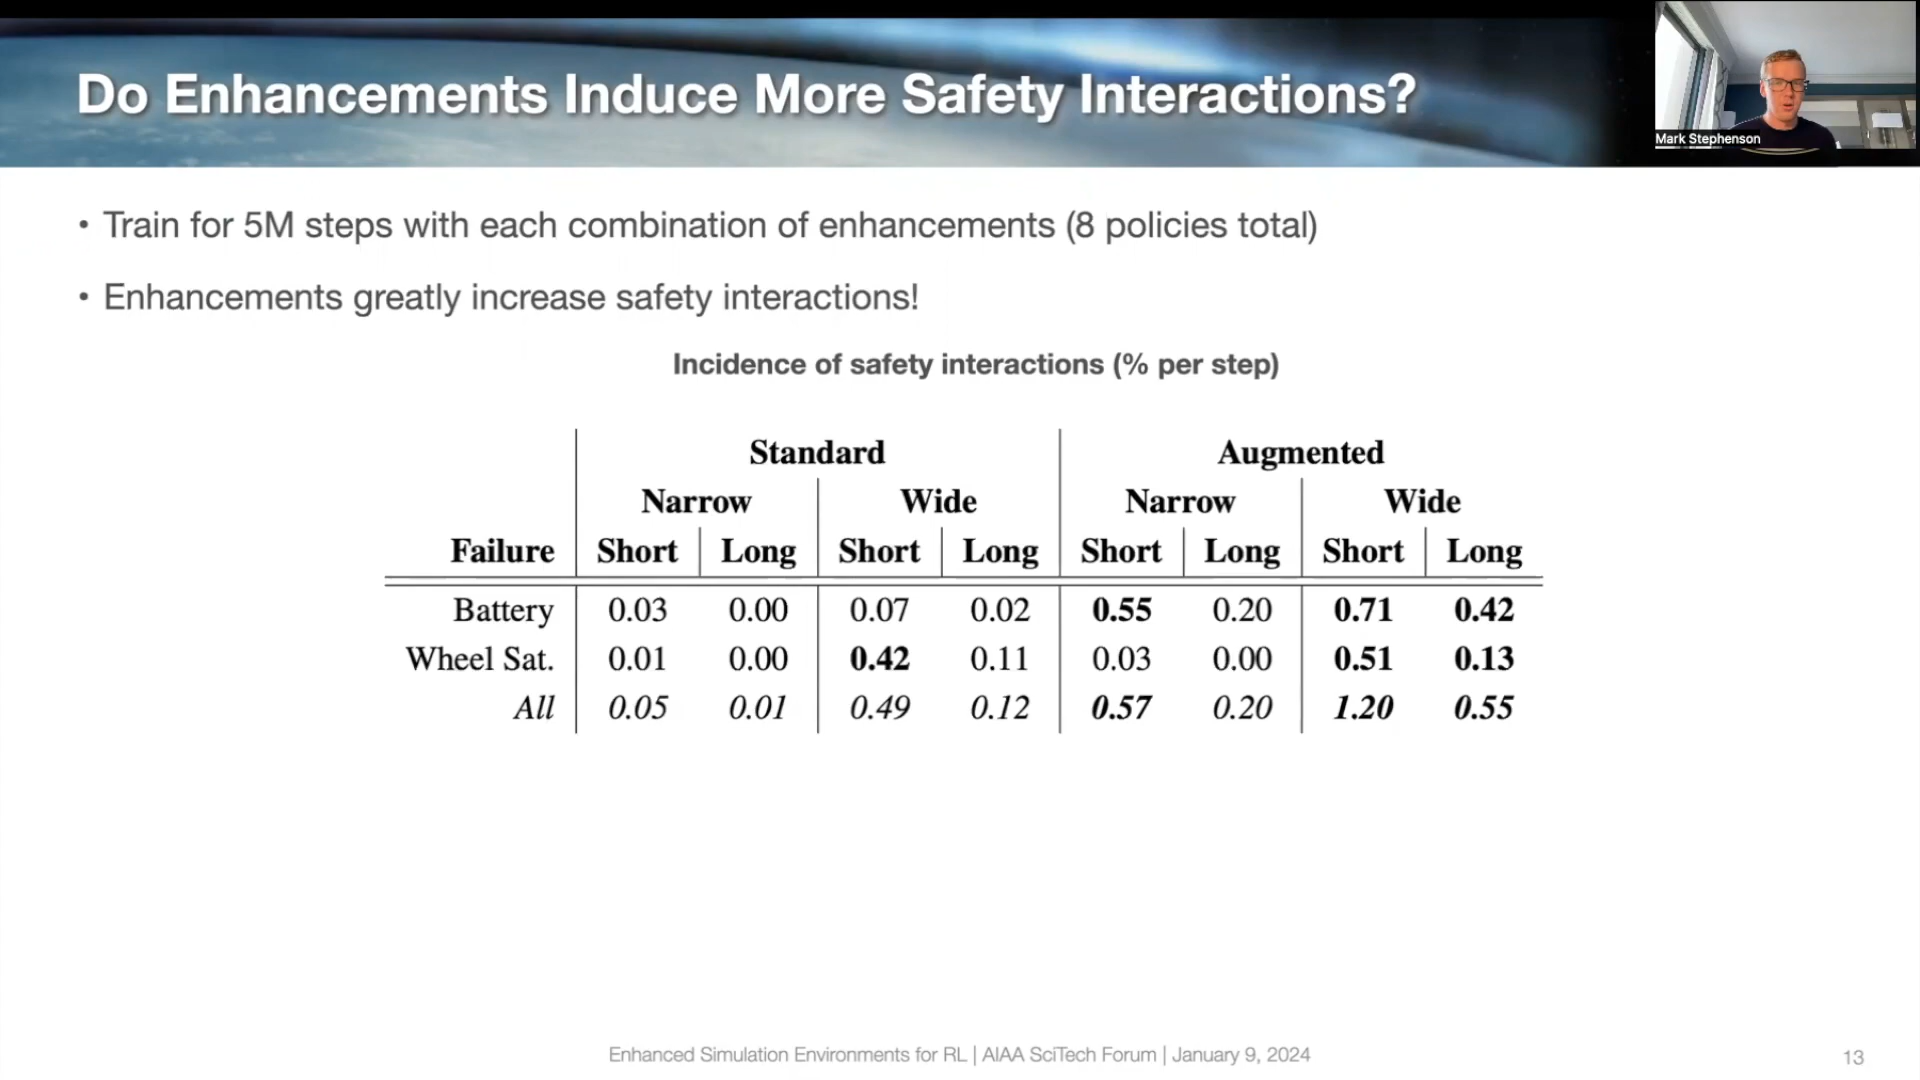 Do Enhancements Induce More Safety Interactions?
Mark Stephenson
• Train for 5M steps with each combination of enhancements (8 policies total)
• Enhancements greatly increase safety interactions!
Incidence of safety interactions (% per step)
Standard Augmented
Narrow Wide Narrow Wide
Failure Short Long Short Long Short Long Short Long
Battery 0.03 0.00 0.07 0.02 0.55 0.20 0.71 0.42
Wheel Sat. 0.01 0.00 0.42 0.11 0.03 0.00 0.51 0.13
All 0.05 0.01 0.49 0.12 0.57 0.20 1.20 0.55
Enhanced Simulation Environments for RL | AIAA SciTech Forum | January 9, 2024
13